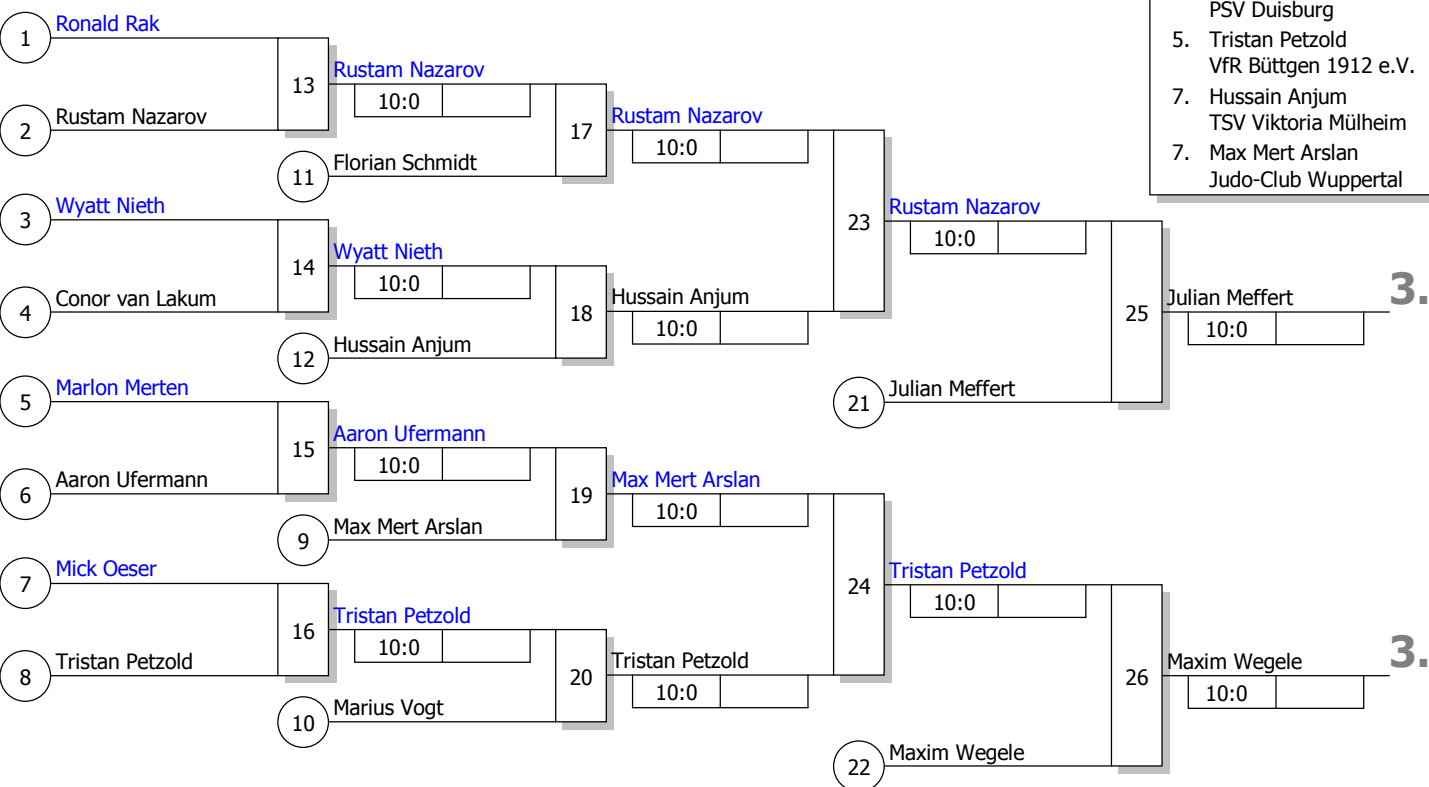 PSV Duisburg
5. Tristan Petzold
VfR Büttgen 1912 e.V.
7. Hussain Anjum
TSV Viktoria Mülheim
7. Max Mert Arslan
Judo-Club Wuppertal
1 Ronald Rak
13
Rustam Nazarov
10:0
2 Rustam Nazarov
17
Rustam Nazarov
10:0
11 Florian Schmidt
3 Wyatt Nieth
23
Rustam Nazarov
10:0
14
Wyatt Nieth
10:0
4 Conor van Lakum
18
Hussain Anjum
10:0
12 Hussain Anjum
25
Julian Meffert
10:0
3.
5 Marlon Merten
21 Julian Meffert
15
Aaron Ufermann
10:0
6 Aaron Ufermann
19
Max Mert Arslan
10:0
9 Max Mert Arslan
7 Mick Oeser
24
Tristan Petzold
10:0
16
Tristan Petzold
10:0
8 Tristan Petzold
20
Tristan Petzold
10:0
10 Marius Vogt
26
Maxim Wegele
10:0
3.
22 Maxim Wegele